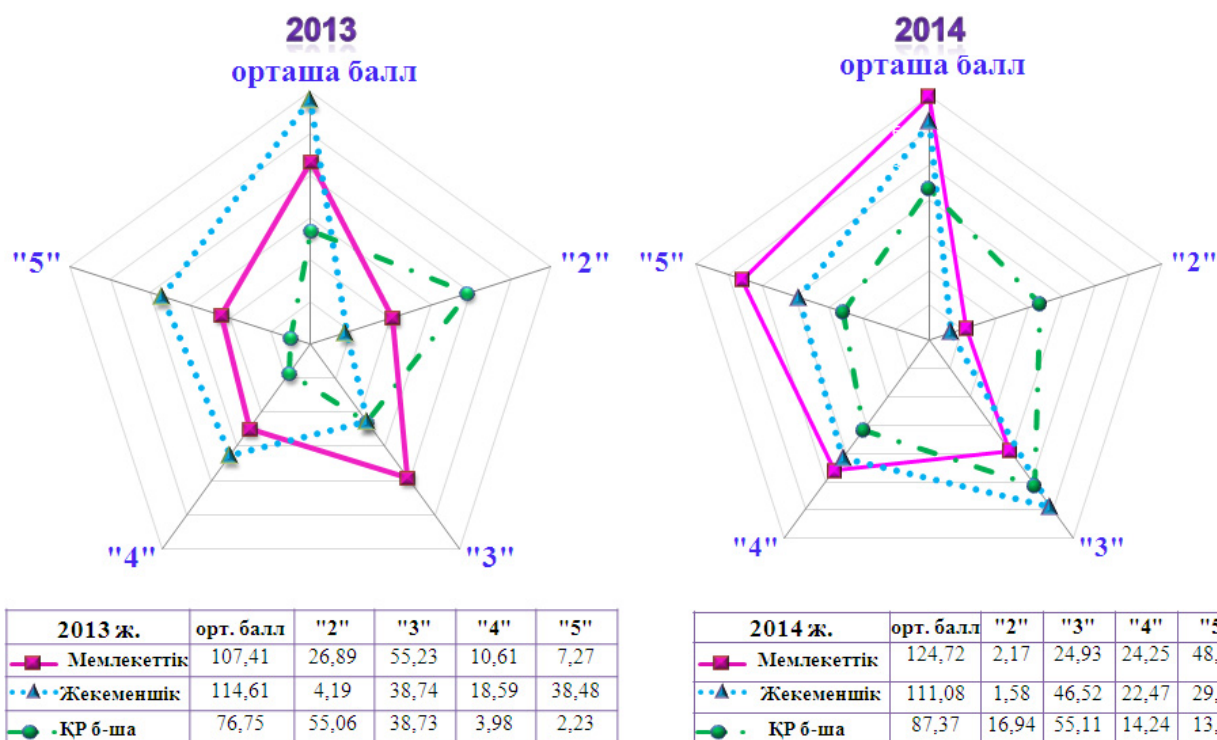 2013
орташа балл
"5"
"2"
"4"
"3"
2013 ж. орт. балл "2" "3" "4" "5"
Мемлекеттік 107,41 26,89 55,23 10,61 7,27
Жекеменшік 114,61 4,19 38,74 18,59 38,48
ҚР б-ша 76,75 55,06 38,73 3,98 2,23
2014
орташа балл
"5"
"2"
"4"
"3"
2014 ж. орт. балл "2" "3" "4" "5
Мемлекеттік 124,72 2,17 24,93 24,25 48,
Жекеменшік 111,08 1,58 46,52 22,47 29,
ҚР б-ша 87,37 16,94 55,11 14,24 13,